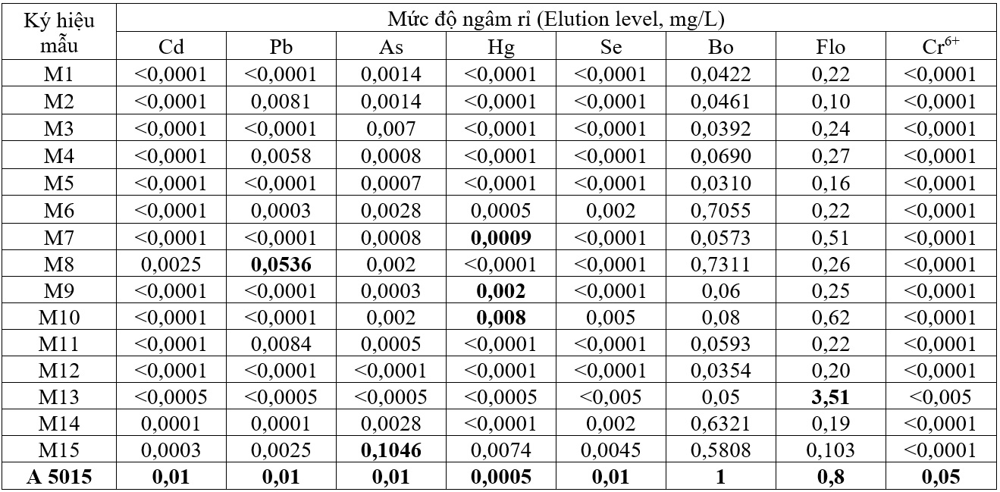 Ký hiệu mẫu Mức độ ngâm rỉ (Elution level, mg/L)
Cd Pb As Hg Se Bo Flo Cr6+
M1 <0,0001 <0,0001 0,0014 <0,0001 <0,0001 0,0422 0,22 <0,0001
M2 <0,0001 0,0081 0,0014 <0,0001 <0,0001 0,0461 0,10 <0,0001
M3 <0,0001 <0,0001 0,007 <0,0001 <0,0001 0,0392 0,24 <0,0001
M4 <0,0001 0,0058 0,0008 <0,0001 <0,0001 0,0690 0,27 <0,0001
M5 <0,0001 <0,0001 0,0007 <0,0001 <0,0001 0,0310 0,16 <0,0001
M6 <0,0001 0,0003 0,0028 0,0005 0,002 0,7055 0,22 <0,0001
M7 <0,0001 <0,0001 0,0008 0,0009 <0,0001 0,0573 0,51 <0,0001
M8 0,0025 0,0536 0,002 <0,0001 <0,0001 0,7311 0,26 <0,0001
M9 <0,0001 <0,0001 0,0003 0,002 <0,0001 0,06 0,25 <0,0001
M10 <0,0001 <0,0001 0,002 0,008 0,005 0,08 0,62 <0,0001
M11 <0,0001 0,0084 0,0005 <0,0001 <0,0001 0,0593 0,22 <0,0001
M12 <0,0001 <0,0001 <0,0001 <0,0001 <0,0001 0,0354 0,20 <0,0001
M13 <0,0005 <0,0005 <0,0005 <0,0005 <0,005 0,05 3,51 <0,005
M14 0,0001 0,0001 0,0028 <0,0001 0,002 0,6321 0,19 <0,0001
M15 0,0003 0,0025 0,1046 0,0074 0,0045 0,5808 0,103 <0,0001
A 5015 0,01 0,01 0,01 0,0005 0,01 1 0,8 0,05